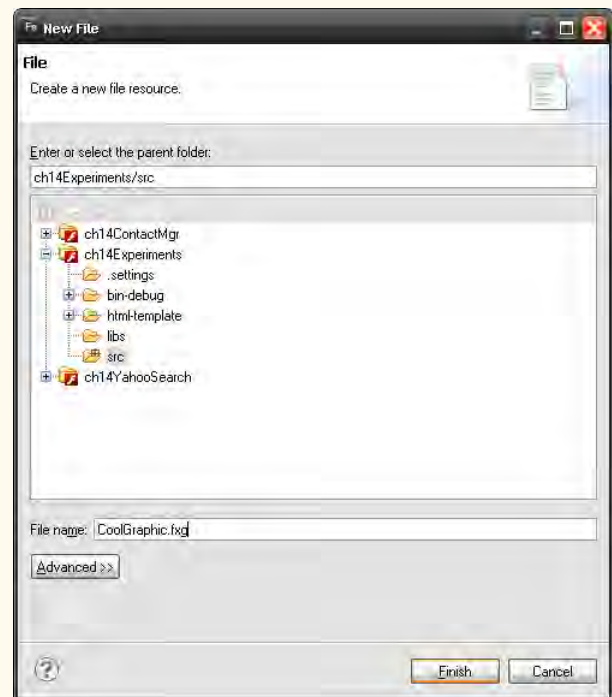 Fb New File
File
Create a new file resource.
Enter or select the parent folder:
ch14Experiments/src
ch14ContactMgr
ch14Experiments
.settings
bin-debug
html-template
libs
src
ch14YahooSearch
File name: CoolGraphic.fxg
Advanced >>
Finish Cancel